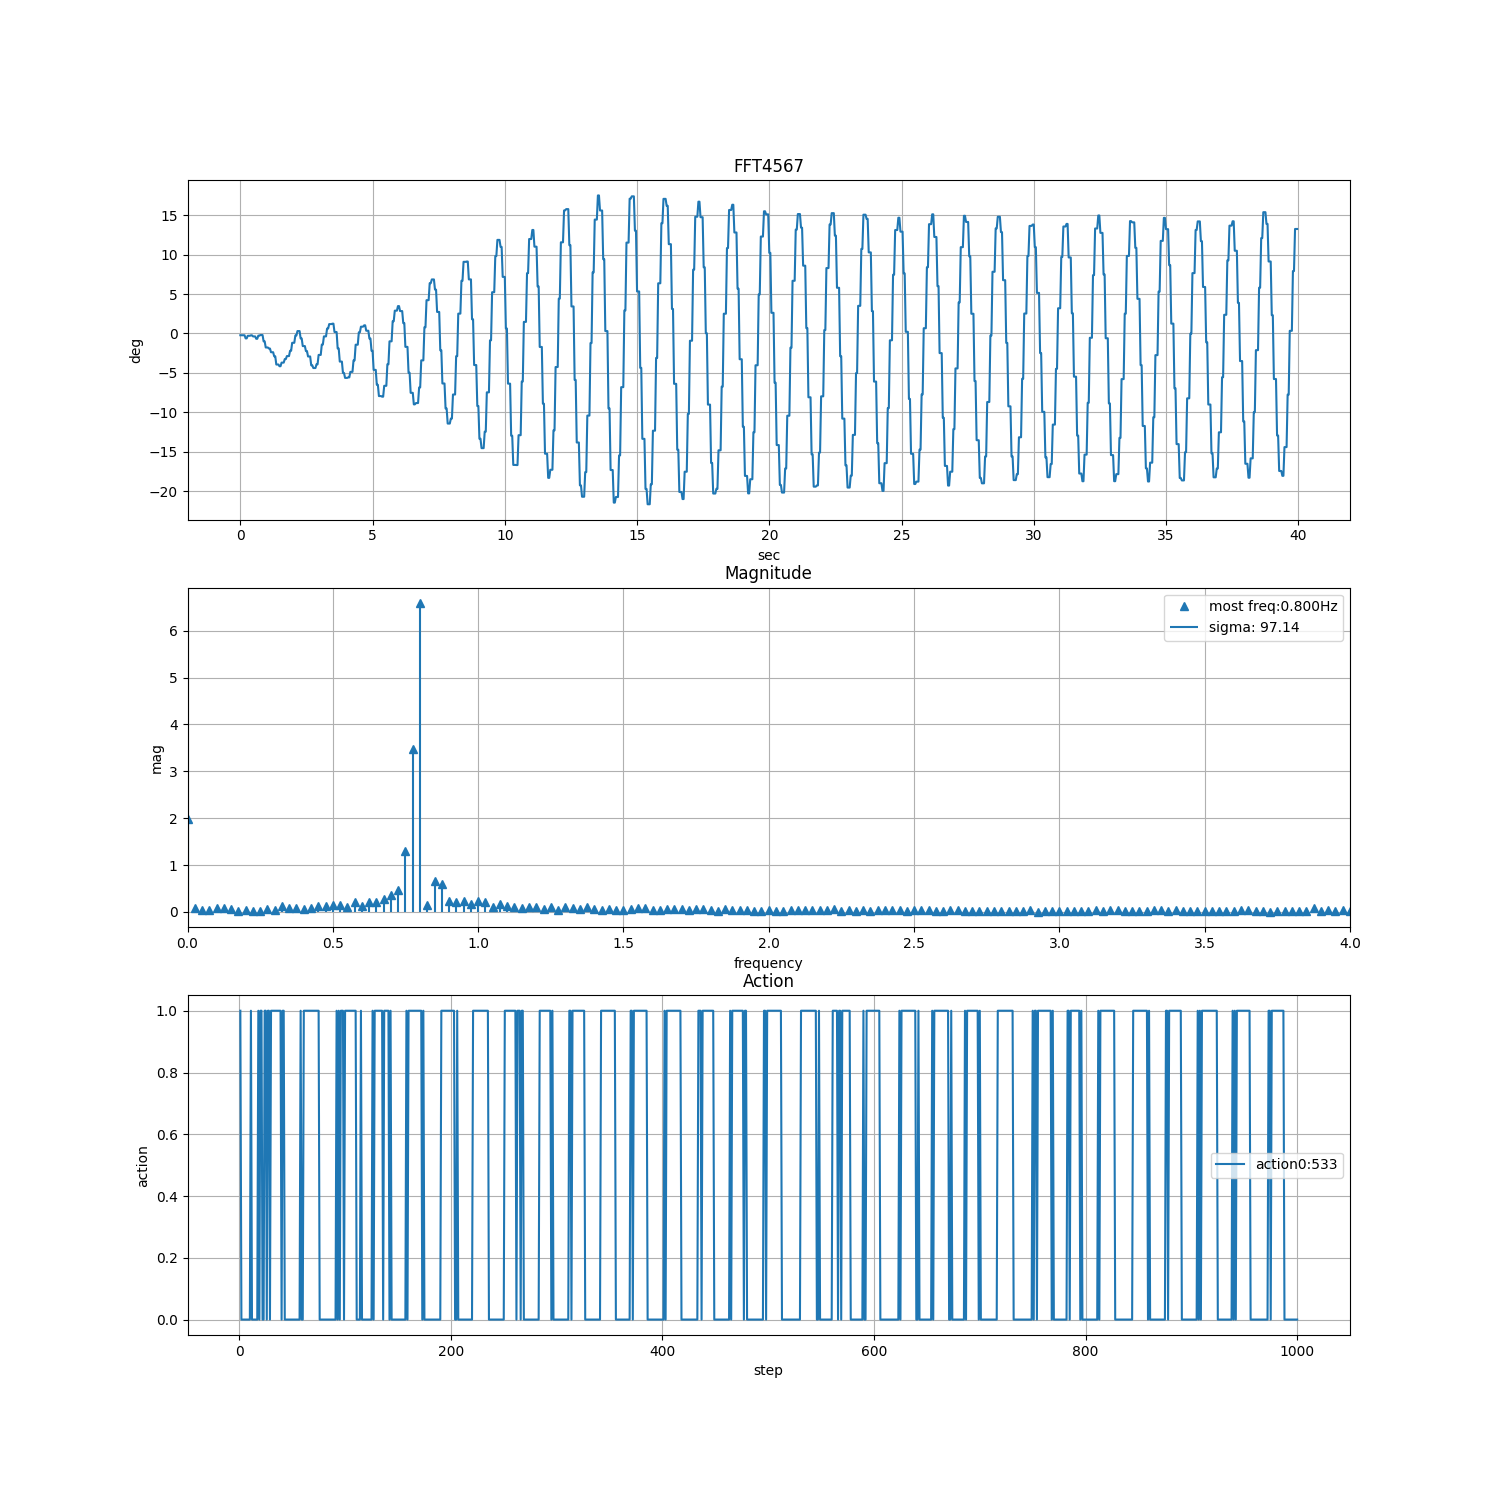 FFT4567
15
10
5
0
−5
−10
−15
−20
deg
0 5 10 15 20 25 30 35 40
sec
Magnitude
most freq:0.800Hz
sigma: 97.14
6
5
4
3
2
1
0
mag
0.0 0.5 1.0 1.5 2.0 2.5 3.0 3.5 4.0
frequency
Action
1.0
0.8
0.6
0.4
0.2
0.0
action
action0:533
0 200 400 600 800 1000
step